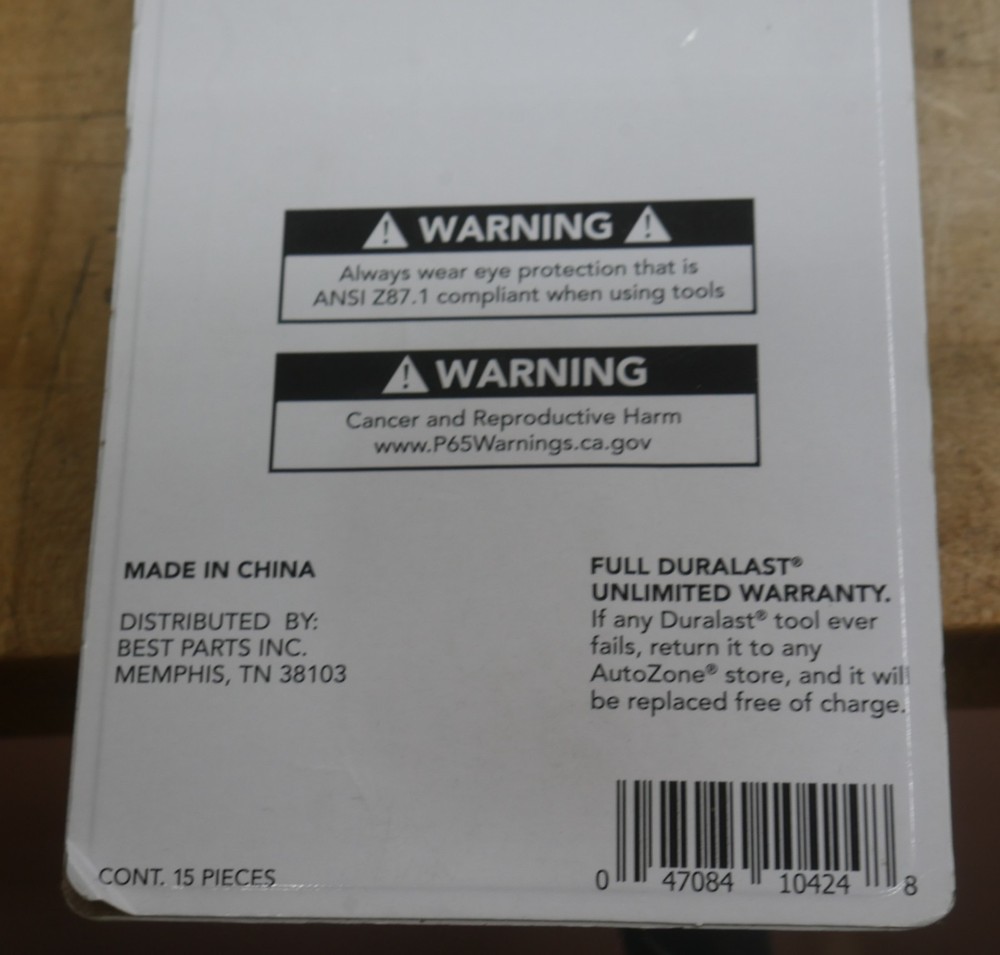 WARNING
Always wear eye protection that is
ANSI Z87.1 compliant when using tools
WARNING
Cancer and Reproductive Harm
www.P65Warnings.ca.gov
MADE IN CHINA
DISTRIBUTED BY:
BEST PARTS INC.
MEMPHIS, TN 38103
FULL DURALAST®
UNLIMITED WARRANTY.
If any Duralast® tool ever
fails, return it to any
AutoZone® store, and it will
be replaced free of charge.
CONT. 15 PIECES
0 47084 10424 8